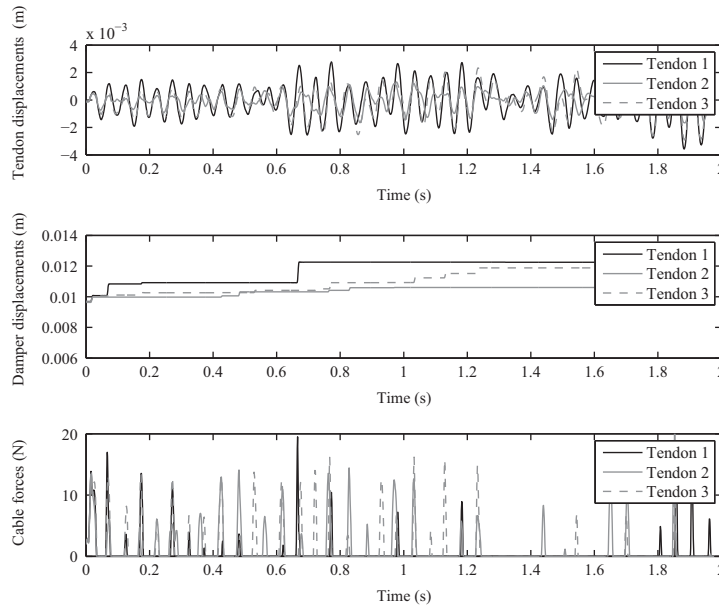 x 10⁻³
4
2
0
−2
−4
Tendon displacements (m)
0 0.2 0.4 0.6 0.8 1 1.2 1.4 1.6 1.8 2
Time (s)
Tendon 1
Tendon 2
Tendon 3
0.014
0.012
0.01
0.008
0.006
Damper displacements (m)
0 0.2 0.4 0.6 0.8 1 1.2 1.4 1.6 1.8 2
Time (s)
Tendon 1
Tendon 2
Tendon 3
20
10
0
Cable forces (N)
0 0.2 0.4 0.6 0.8 1 1.2 1.4 1.6 1.8 2
Time (s)
Tendon 1
Tendon 2
Tendon 3